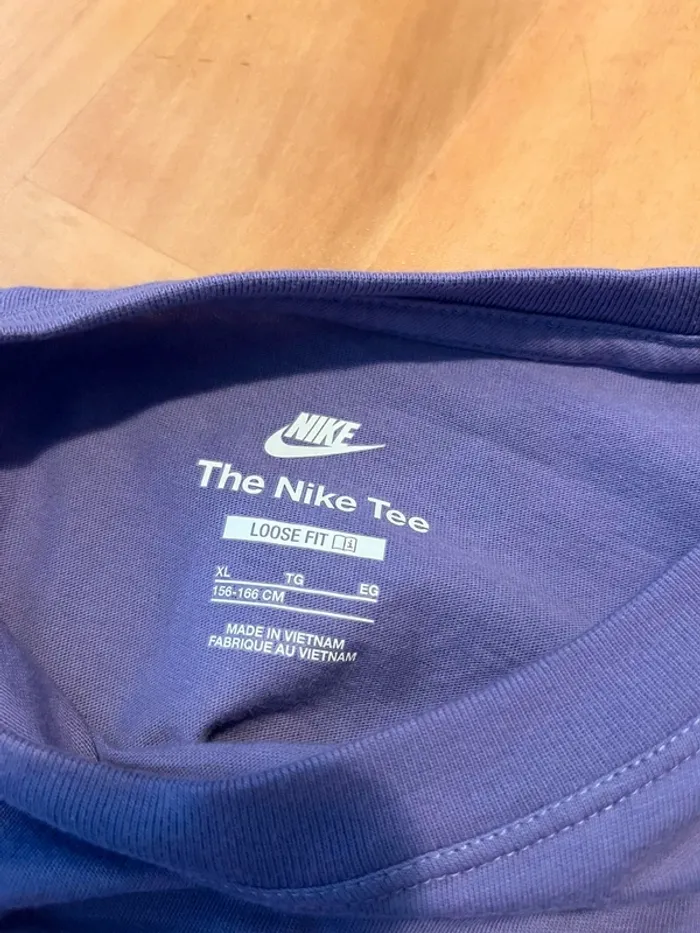 NIKE
The Nike Tee
LOOSE FIT
XL TG EG
156-166 CM
MADE IN VIETNAM
FABRIQUE AU VIETNAM